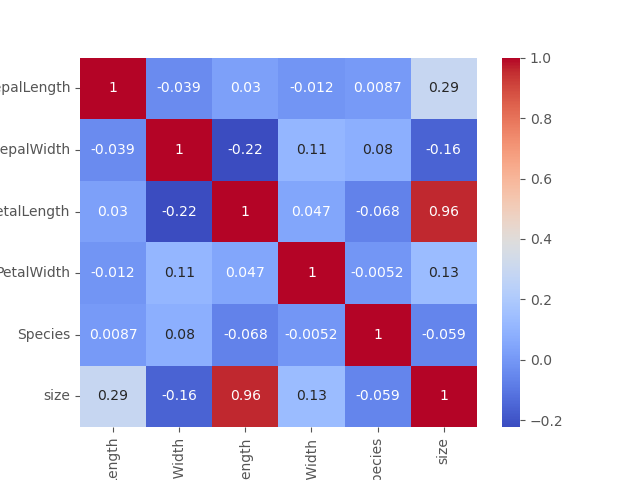 epalLength 1 -0.039 0.03 -0.012 0.0087 0.29
epalWidth -0.039 1 -0.22 0.11 0.08 -0.16
etalLength 0.03 -0.22 1 0.047 -0.068 0.96
PetalWidth -0.012 0.11 0.047 1 -0.0052 0.13
Species 0.0087 0.08 -0.068 -0.0052 1 -0.059
size 0.29 -0.16 0.96 0.13 -0.059 1
ength Width ength Width pecies size
1.0
0.8
0.6
0.4
0.2
0.0
−0.2